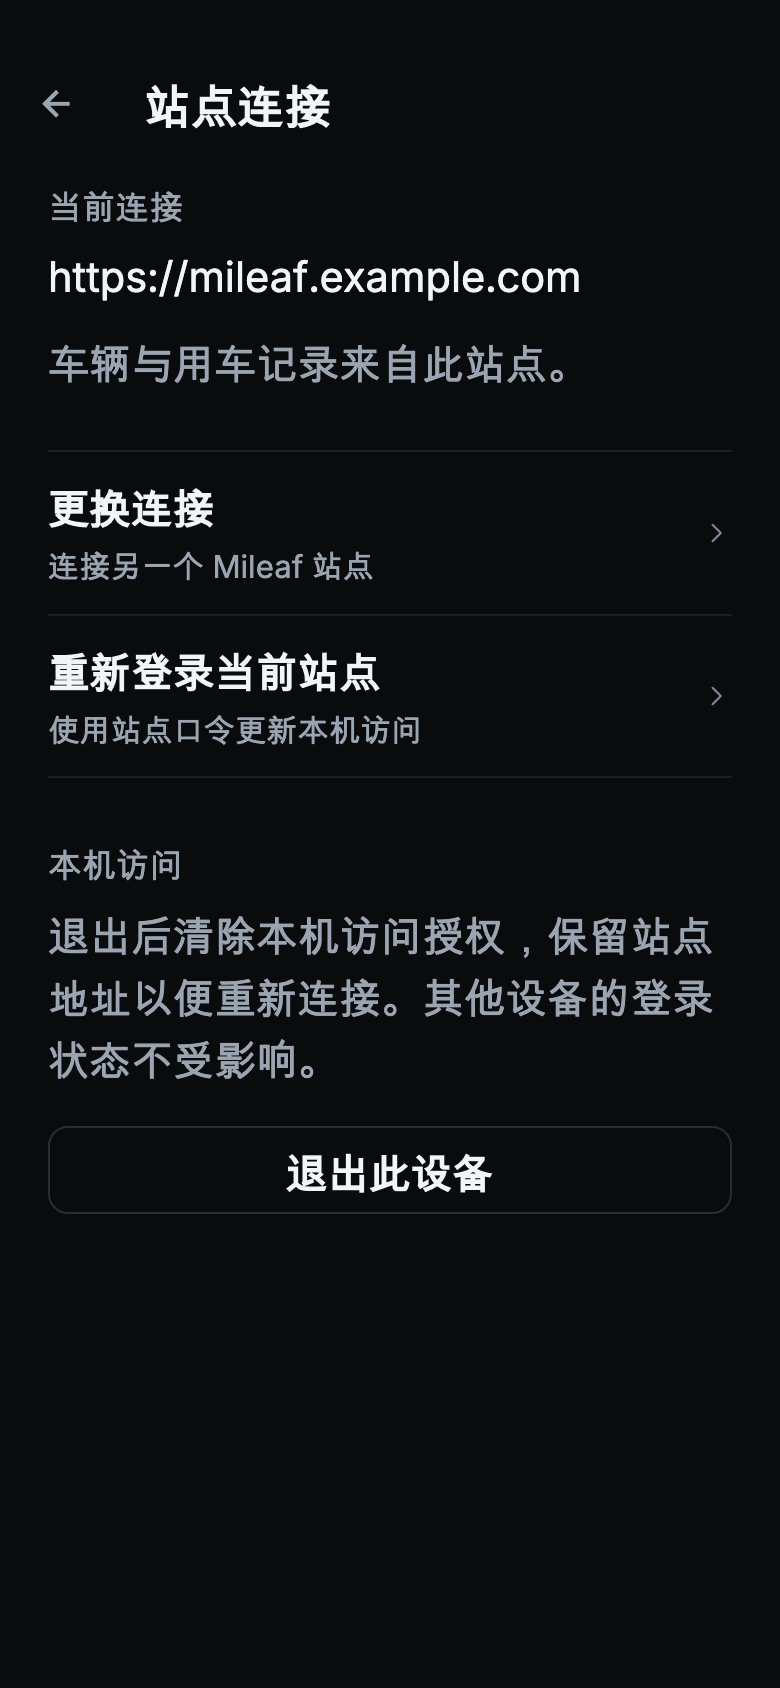 站点连接
当前连接
https://mileaf.example.com
车辆与用车记录来自此站点。
更换连接
连接另一个 Mileaf 站点
重新登录当前站点
使用站点口令更新本机访问
本机访问
退出后清除本机访问授权，保留站点
地址以便重新连接。其他设备的登录
状态不受影响。
退出此设备